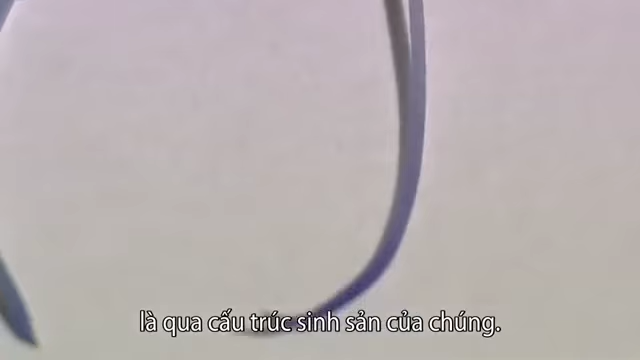 là qua cấu trúc sinh sản của chúng.